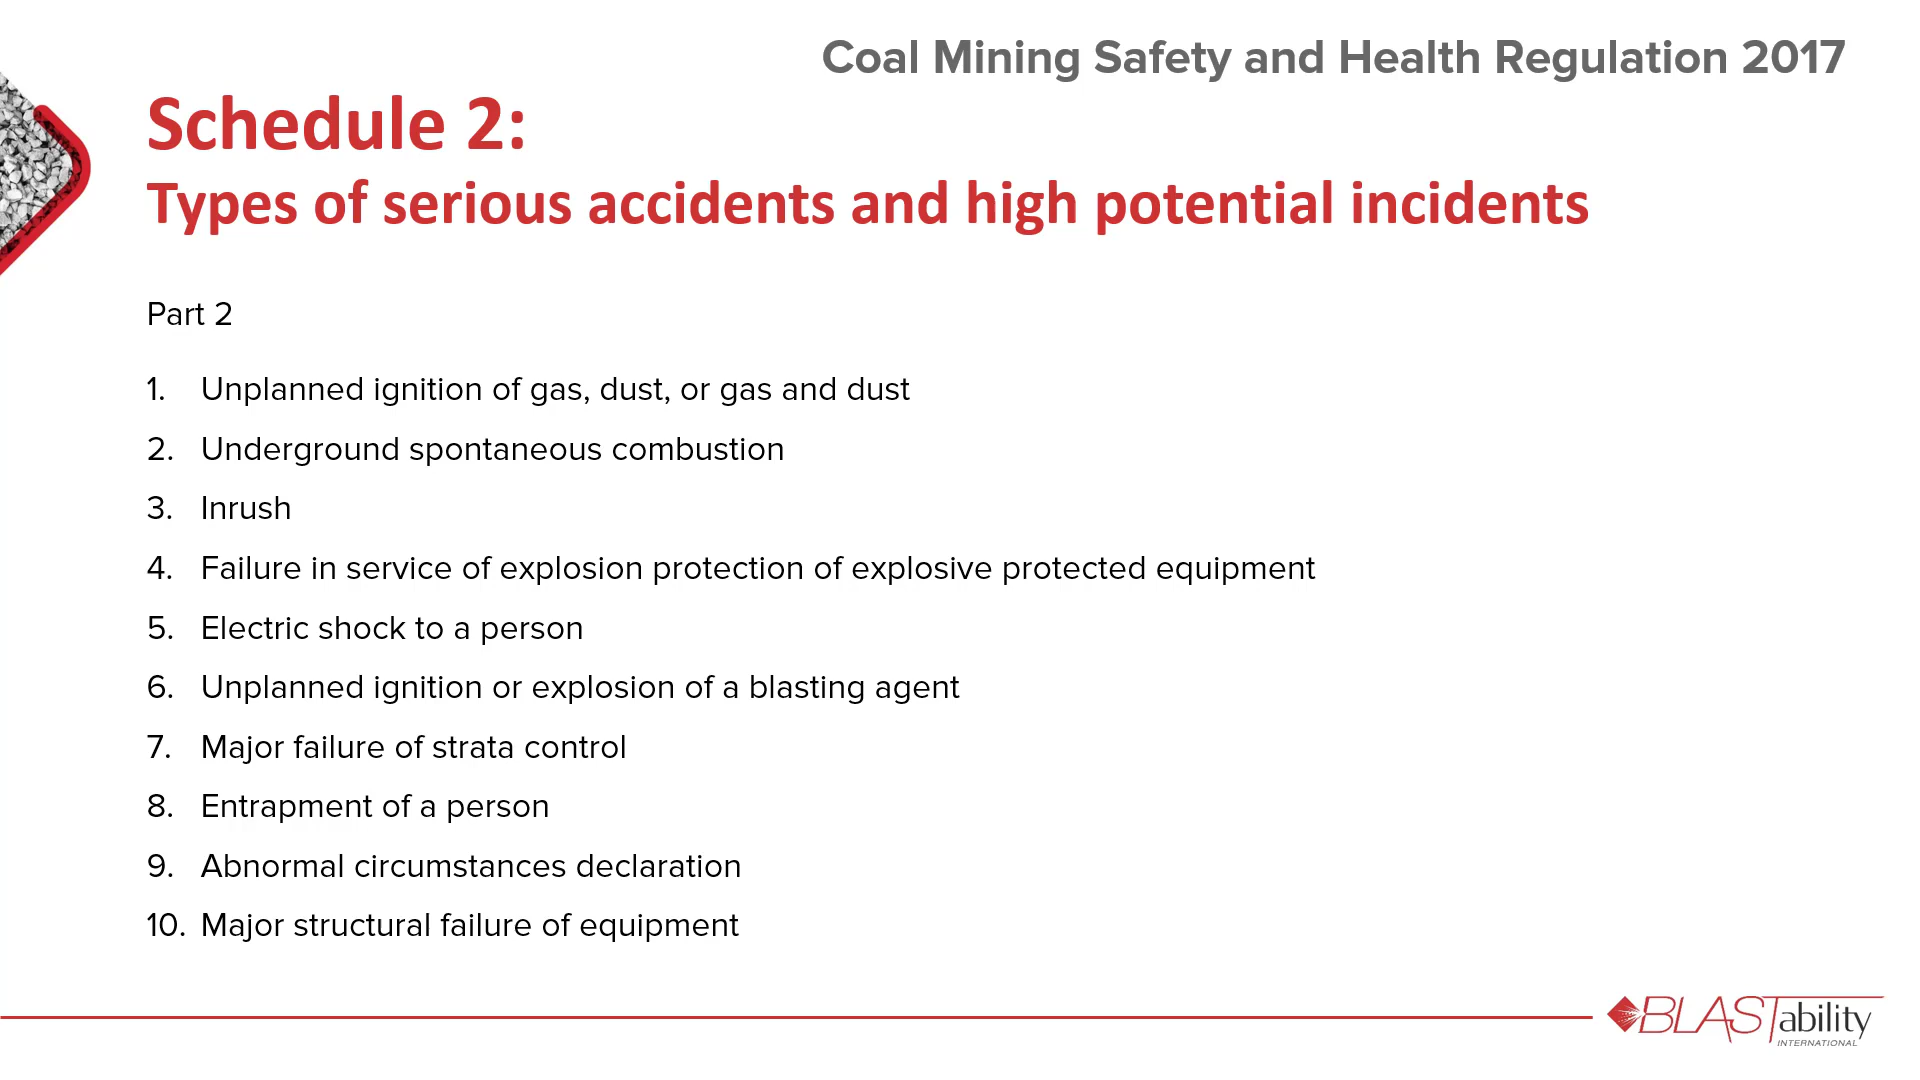 Coal Mining Safety and Health Regulation 2017
Schedule 2:
Types of serious accidents and high potential incidents
Part 2
1. Unplanned ignition of gas, dust, or gas and dust
2. Underground spontaneous combustion
3. Inrush
4. Failure in service of explosion protection of explosive protected equipment
5. Electric shock to a person
6. Unplanned ignition or explosion of a blasting agent
7. Major failure of strata control
8. Entrapment of a person
9. Abnormal circumstances declaration
10. Major structural failure of equipment
BLASTability
INTERNATIONAL